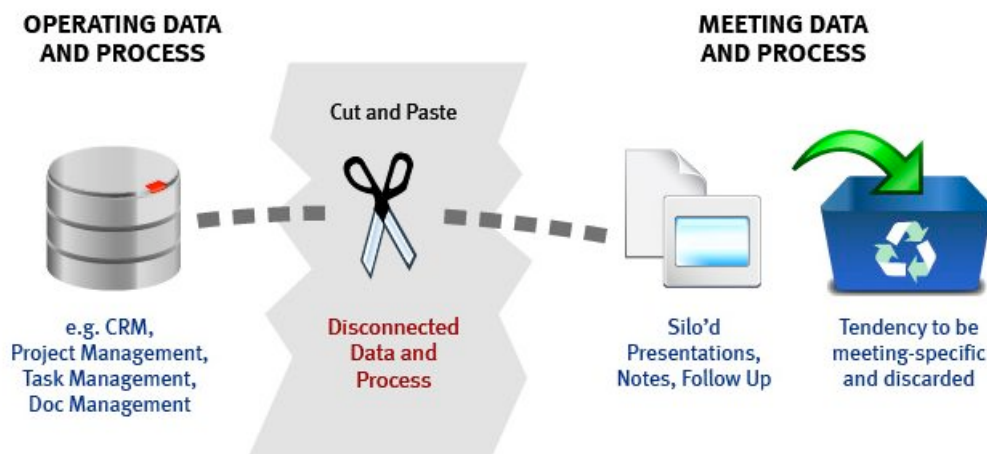 OPERATING DATA
AND PROCESS
MEETING DATA
AND PROCESS
Cut and Paste
e.g. CRM,
Project Management,
Task Management,
Doc Management
Disconnected
Data and
Process
Silo’d
Presentations,
Notes, Follow Up
Tendency to be
meeting-specific
and discarded